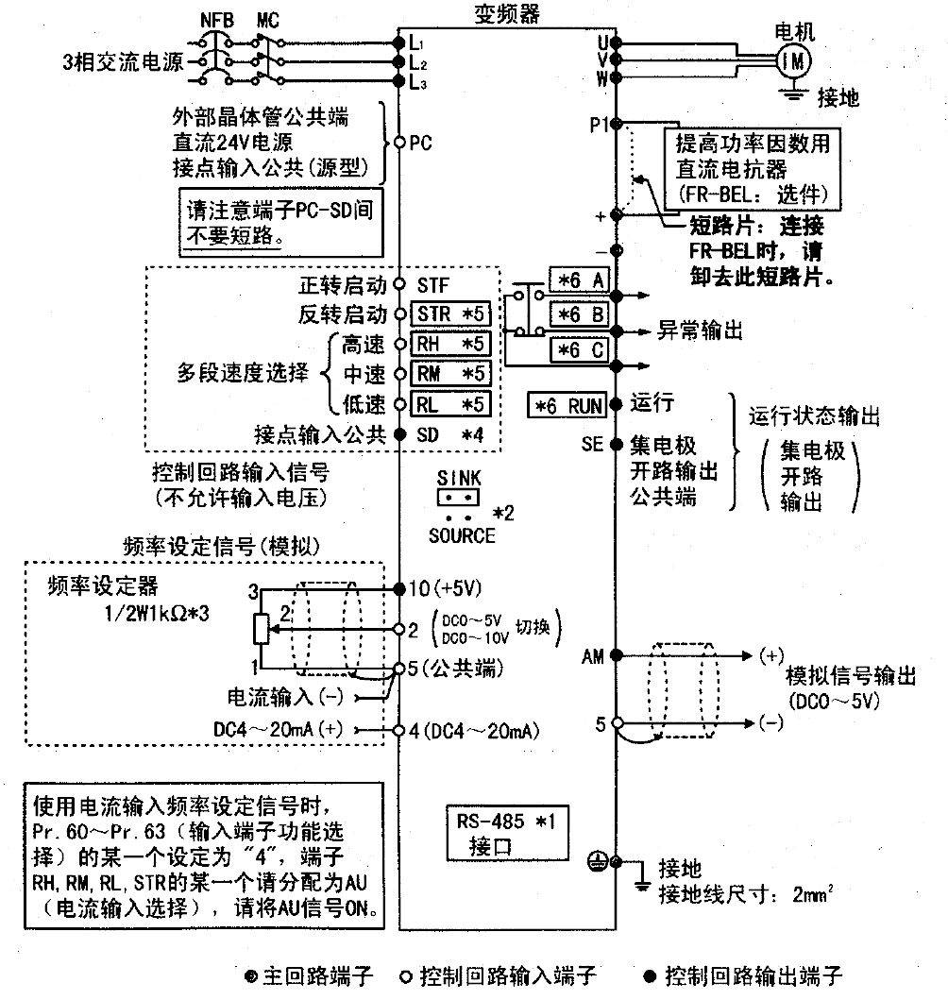 变频器
NFB MC
3相交流电源
L1
L2
L3
U
V
W
电机
IM
接地
外部晶体管公共端
直流24V电源
接点输入公共(源型)
PC
请注意端子PC-SD间
不要短路。
P1
提高功率因数用
直流电抗器
(FR-BEL：选件)
+
短路片：连接
FR-BEL时，请
卸去此短路片。
-
正转启动 STF
反转启动 STR *5
多段速度选择
高速 RH *5
中速 RM *5
低速 RL *5
接点输入公共 SD *4
控制回路输入信号
(不允许输入电压)
*6 A
*6 B
*6 C
异常输出
*6 RUN 运行
SE 集电极
开路输出
公共端
运行状态输出
(集电极
开路
输出)
SINK
*2
SOURCE
频率设定信号(模拟)
频率设定器
1/2W1kΩ*3
3
2
1
10(+5V)
2 (DC0～5V
DC0～10V 切换)
5(公共端)
电流输入(-)
DC4～20mA(+)
4(DC4～20mA)
AM
(+)
模拟信号输出
(DC0～5V)
5
(-)
使用电流输入频率设定信号时，
Pr.60～Pr.63（输入端子功能选
择）的某一个设定为 "4"，端子
RH,RM,RL,STR的某一个请分配为AU
（电流输入选择），请将AU信号ON。
RS-485 *1
接口
接地
接地线尺寸：2mm²
主回路端子 控制回路输入端子 控制回路输出端子